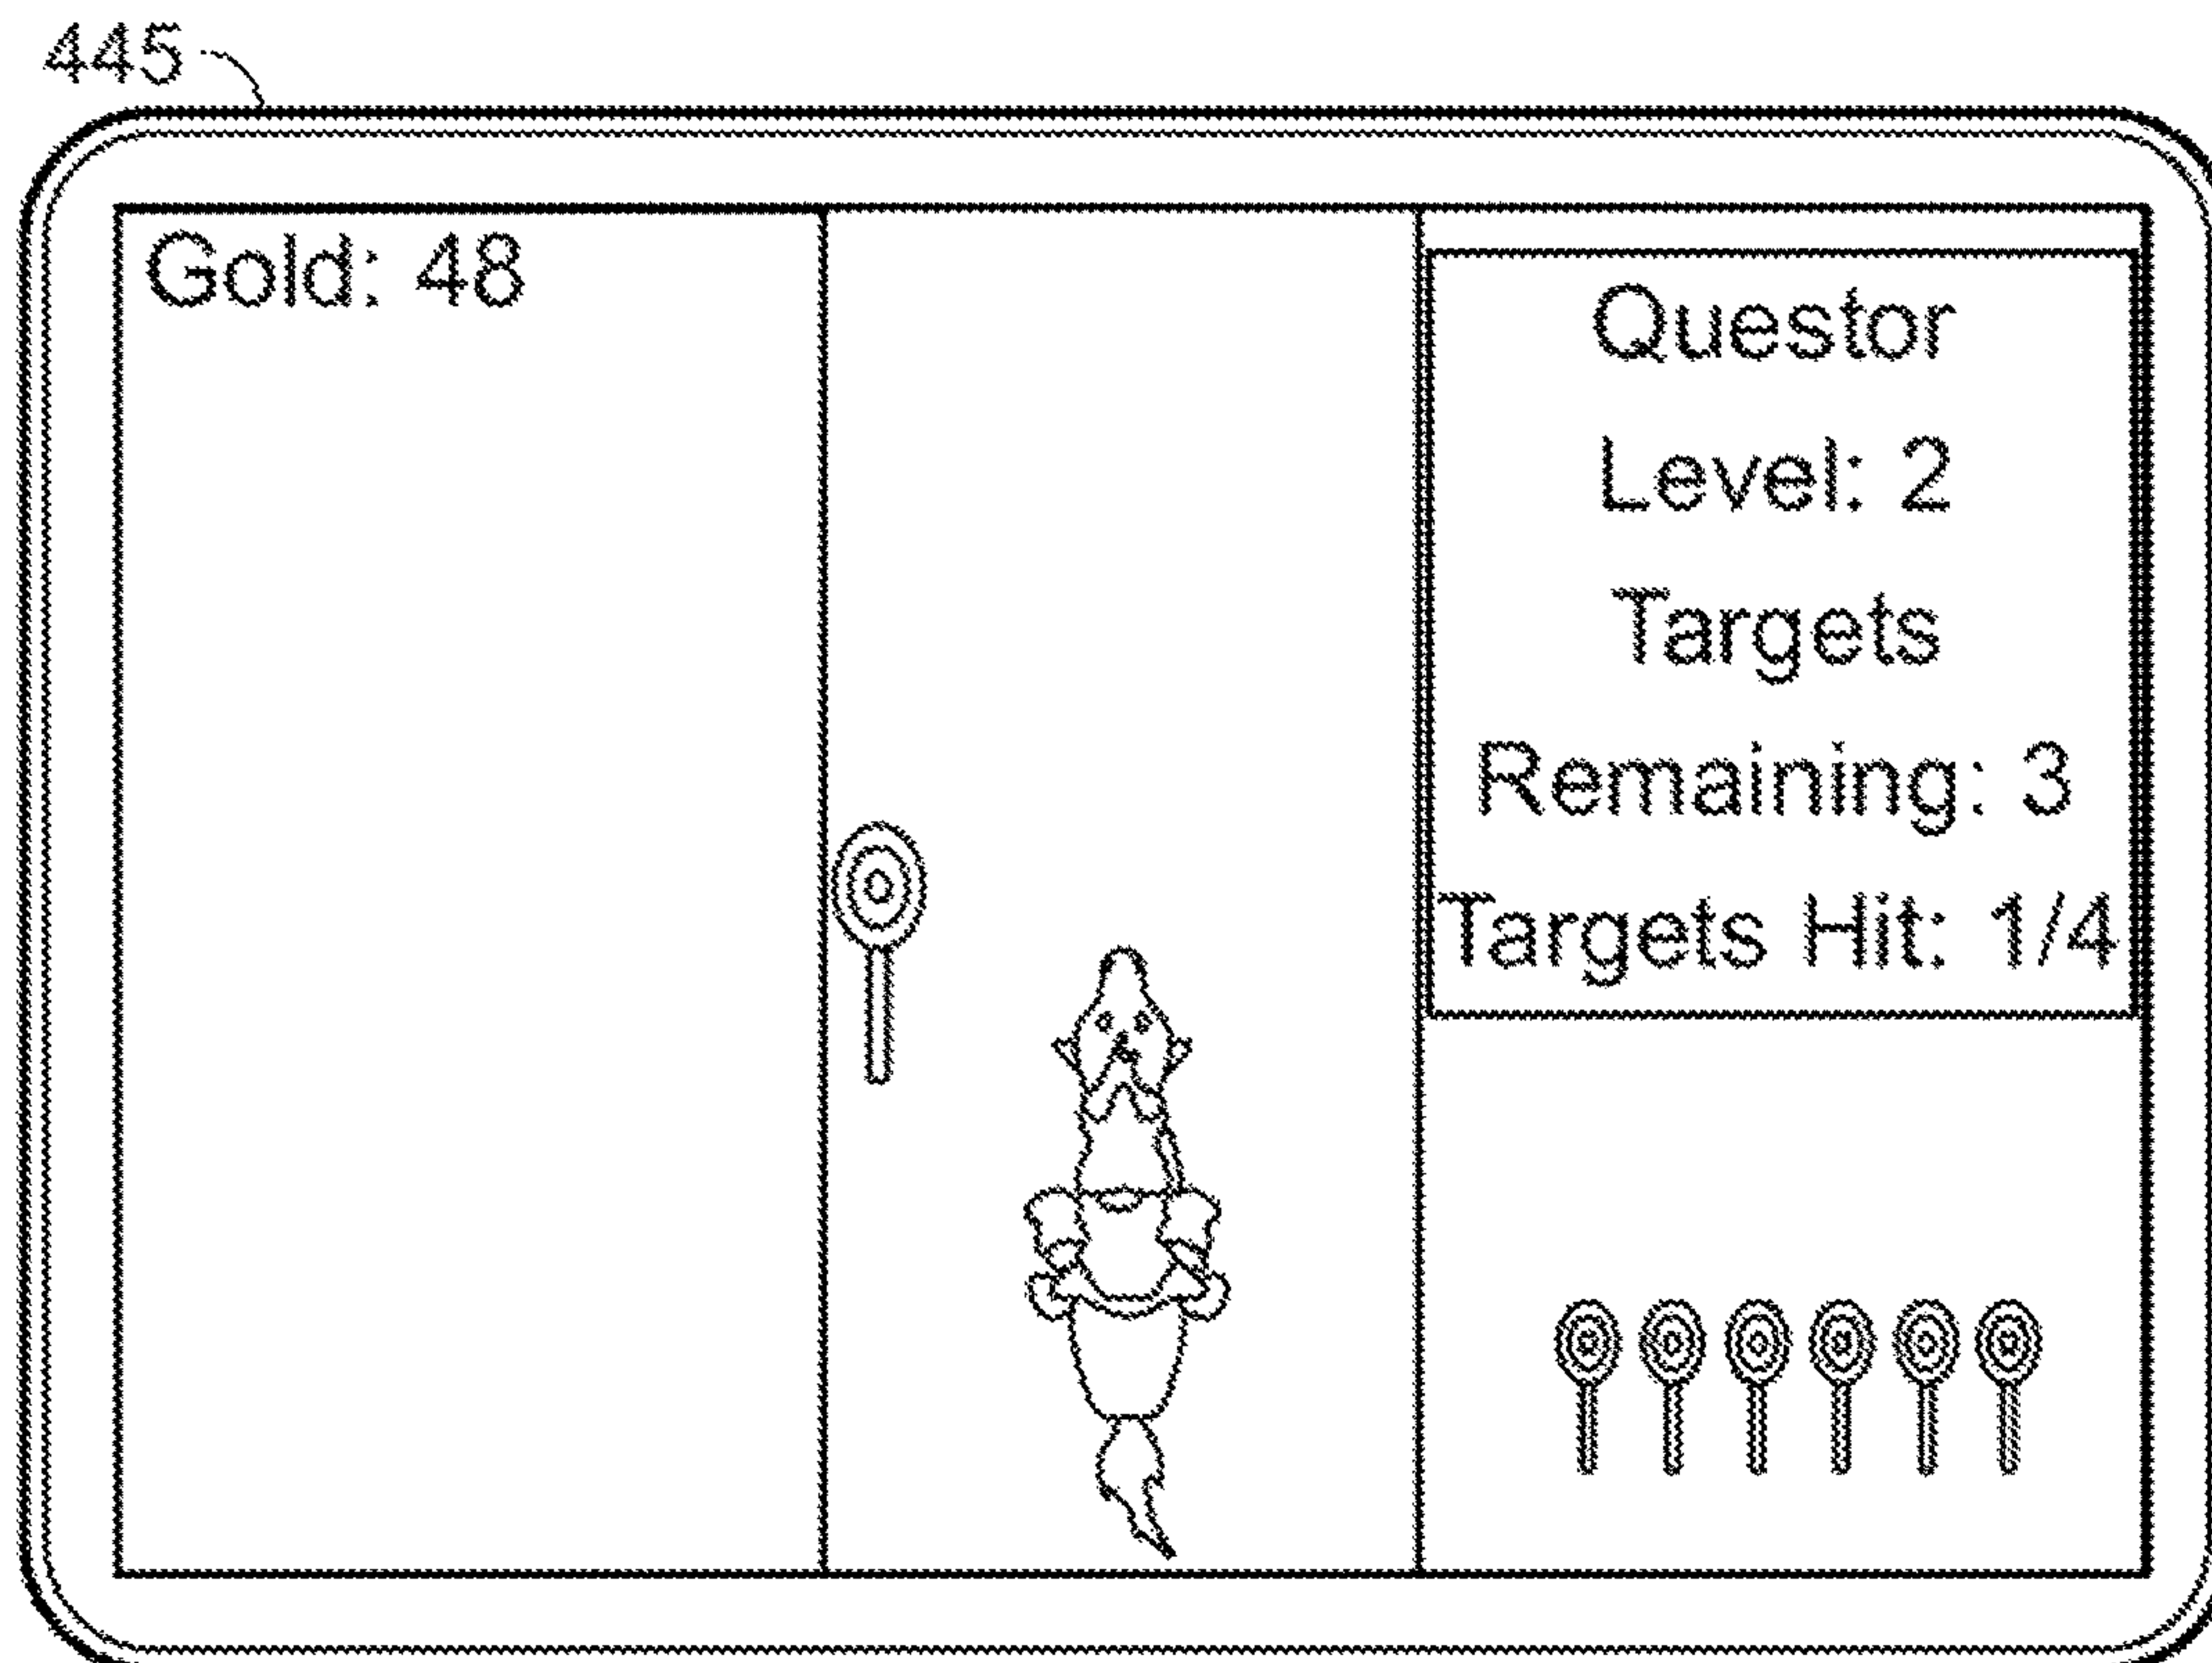 445
Gold: 48
Questor
Level: 2
Targets
Remaining: 3
Targets Hit: 1/4